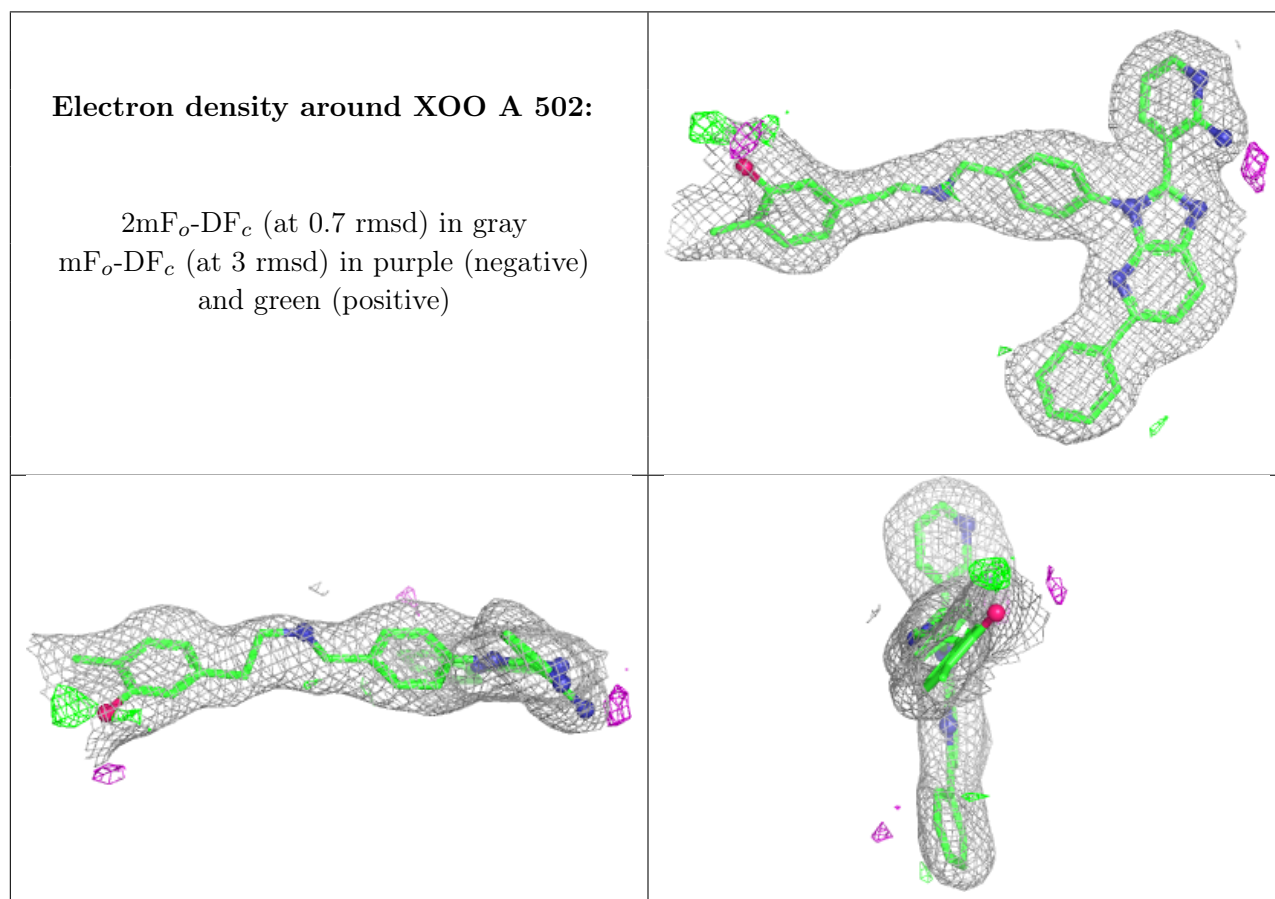 Electron density around XOO A 502:
2mFo-DFc (at 0.7 rmsd) in gray
mFo-DFc (at 3 rmsd) in purple (negative)
and green (positive)